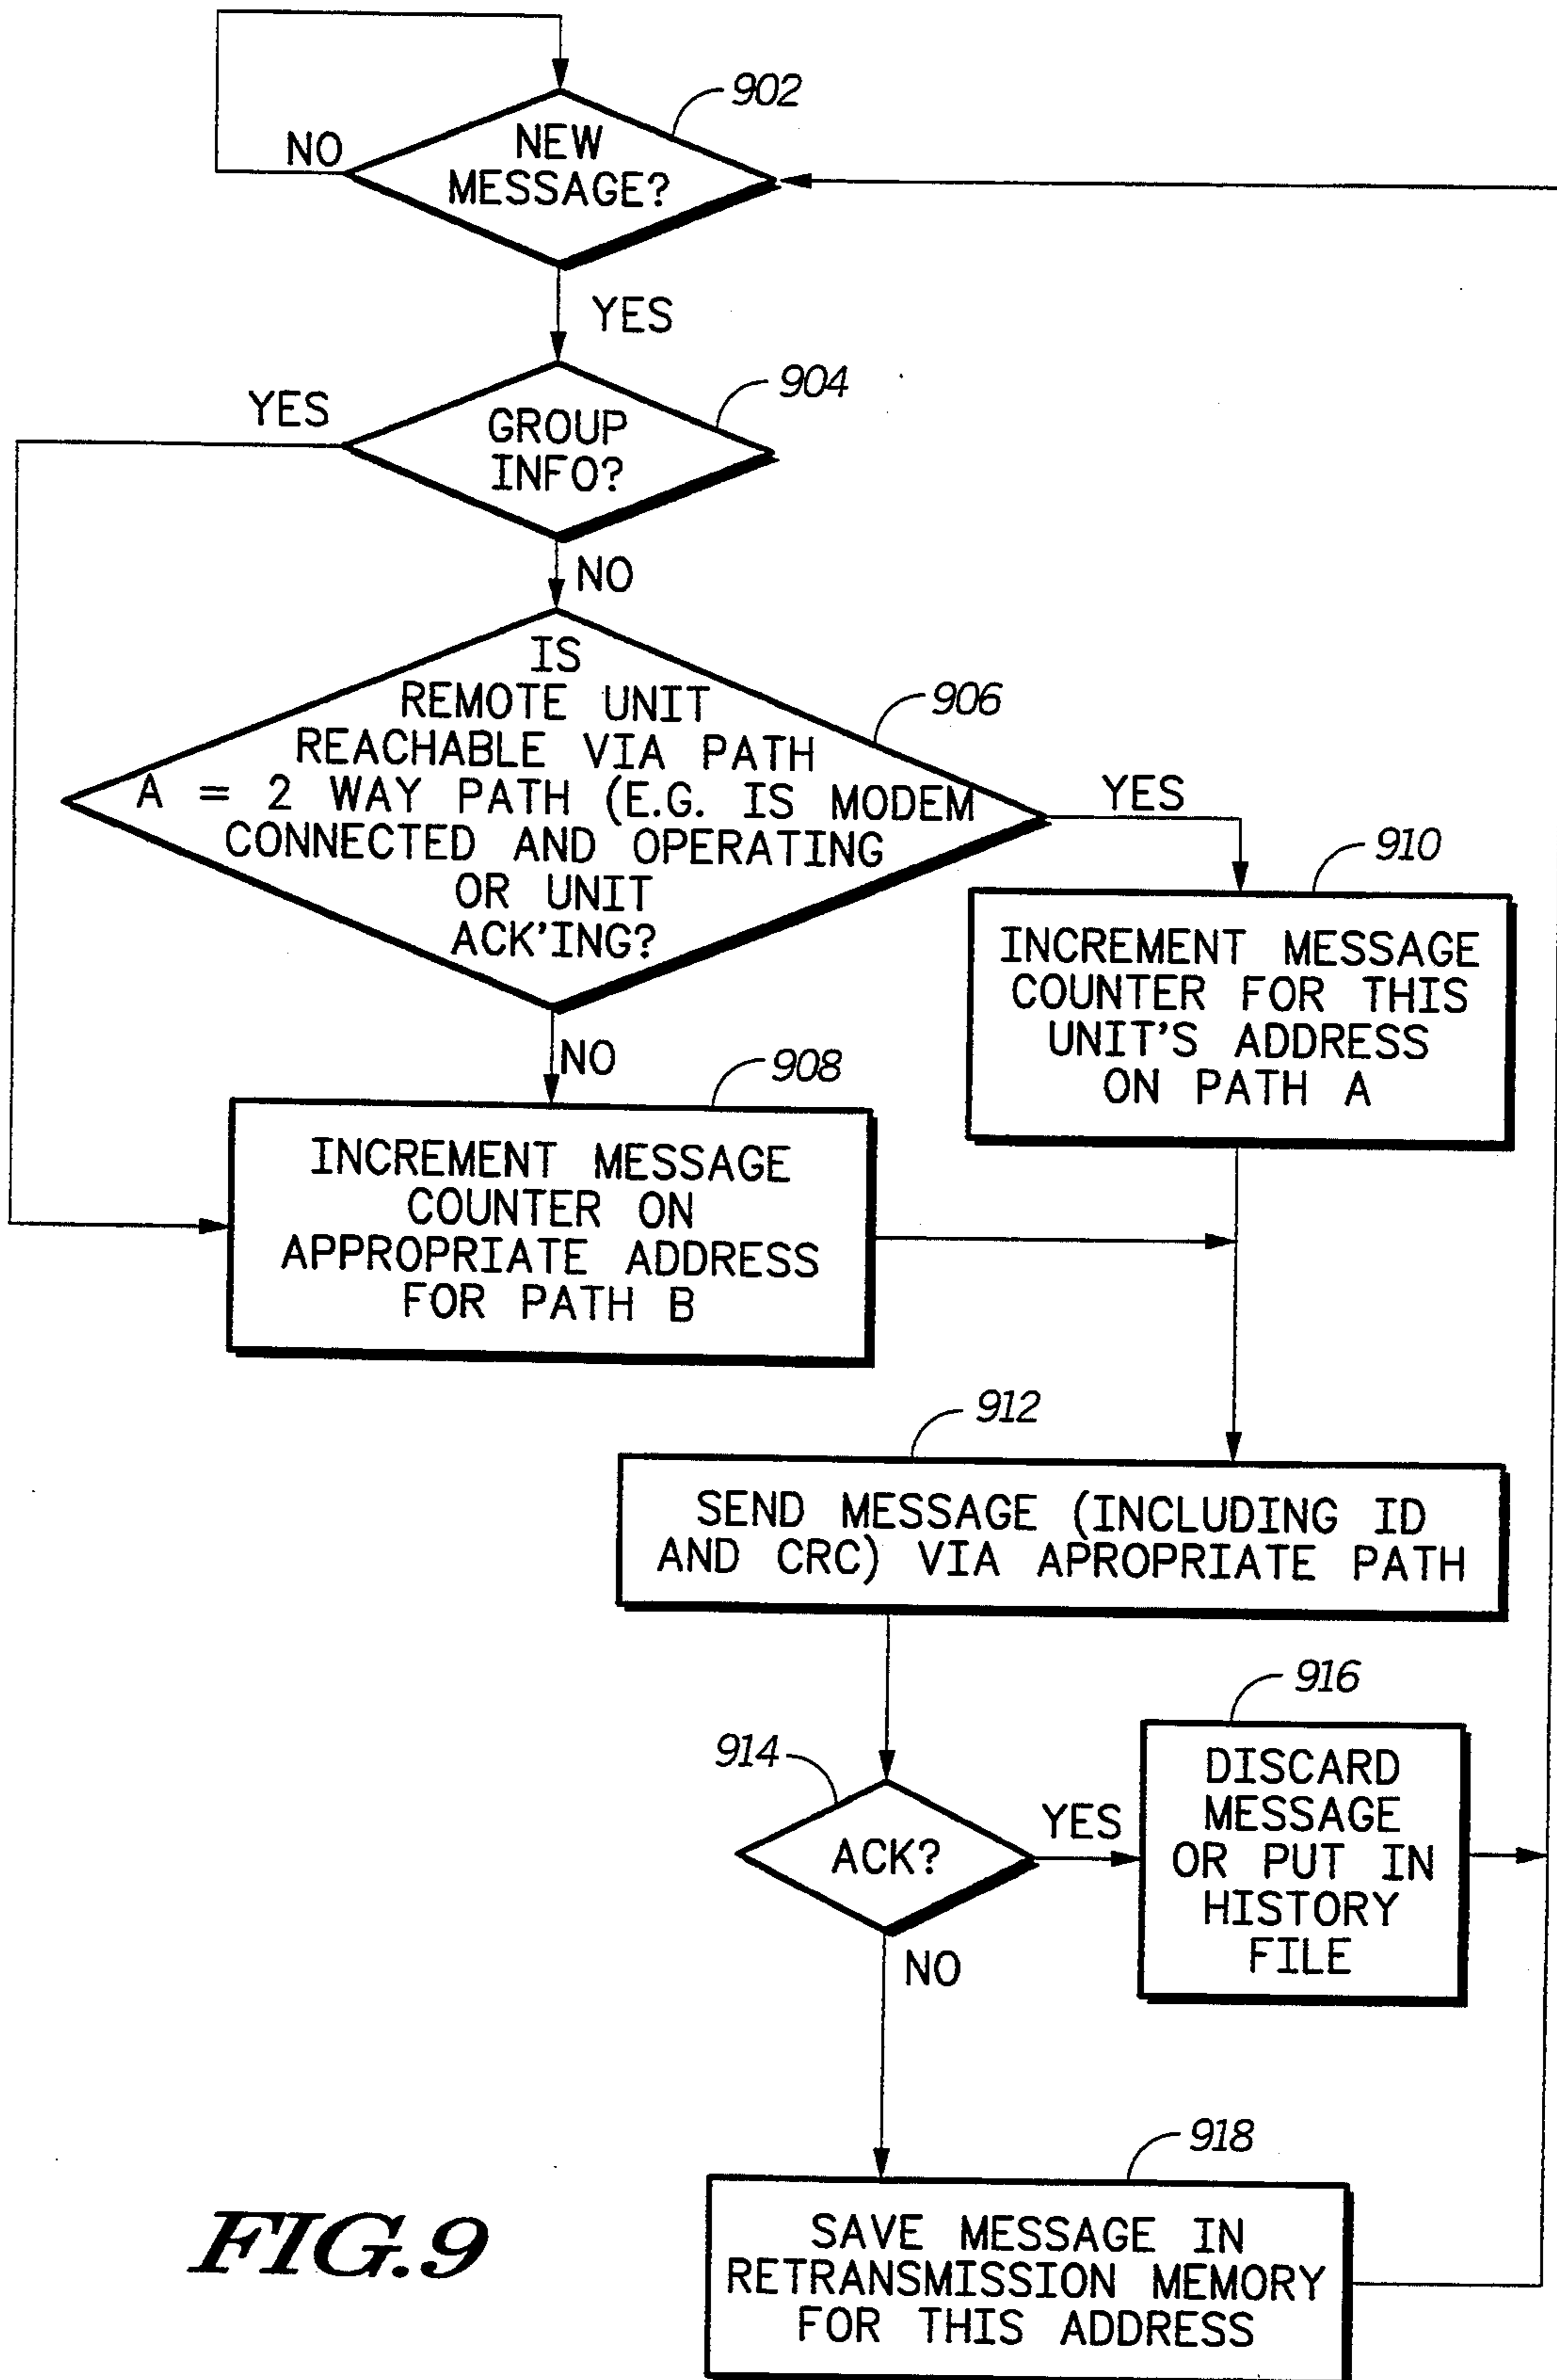 902
NO
NEW
MESSAGE?
YES
904
YES
GROUP
INFO?
NO
IS
REMOTE UNIT
REACHABLE VIA PATH
A = 2 WAY PATH (E.G. IS MODEM
CONNECTED AND OPERATING
OR UNIT
ACK'ING?
906
YES
910
INCREMENT MESSAGE
COUNTER FOR THIS
UNIT'S ADDRESS
ON PATH A
NO
908
INCREMENT MESSAGE
COUNTER ON
APPROPRIATE ADDRESS
FOR PATH B
912
SEND MESSAGE (INCLUDING ID
AND CRC) VIA APROPRIATE PATH
914
ACK?
YES
916
DISCARD
MESSAGE
OR PUT IN
HISTORY
FILE
NO
918
SAVE MESSAGE IN
RETRANSMISSION MEMORY
FOR THIS ADDRESS
FIG.9